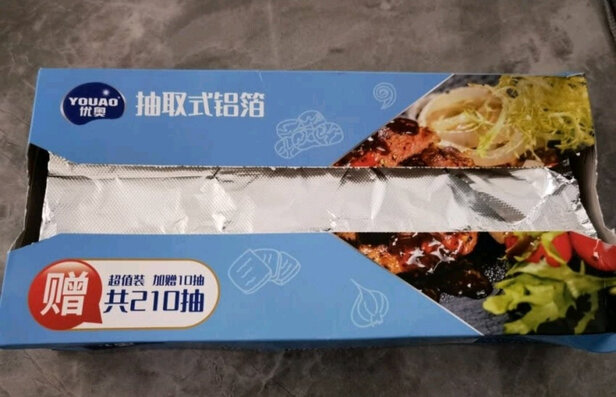 YOUAO
优奥
抽取式铝箔
赠
超值装 加赠10抽
共210抽